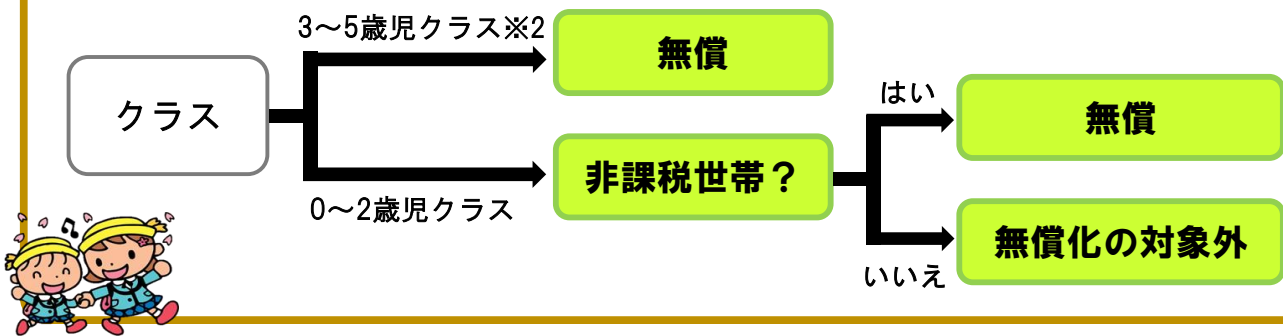 3～5歳児クラス※2
無償
クラス
はい
無償
非課税世帯？
0～2歳児クラス
無償化の対象外
いいえ